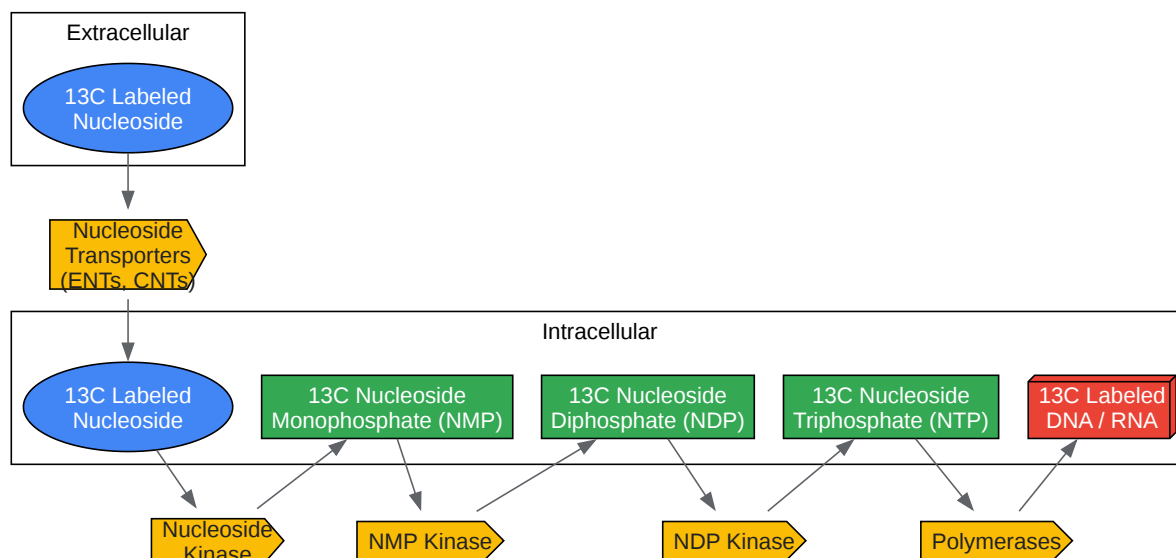 Extracellular
13C Labeled
Nucleoside
Nucleoside
Transporters
(ENTs, CNTs)
Intracellular
13C Labeled
Nucleoside
13C Nucleoside
Monophosphate (NMP)
13C Nucleoside
Diphosphate (NDP)
13C Nucleoside
Triphosphate (NTP)
13C Labeled
DNA / RNA
Nucleoside
Kinase
NMP Kinase
NDP Kinase
Polymerases